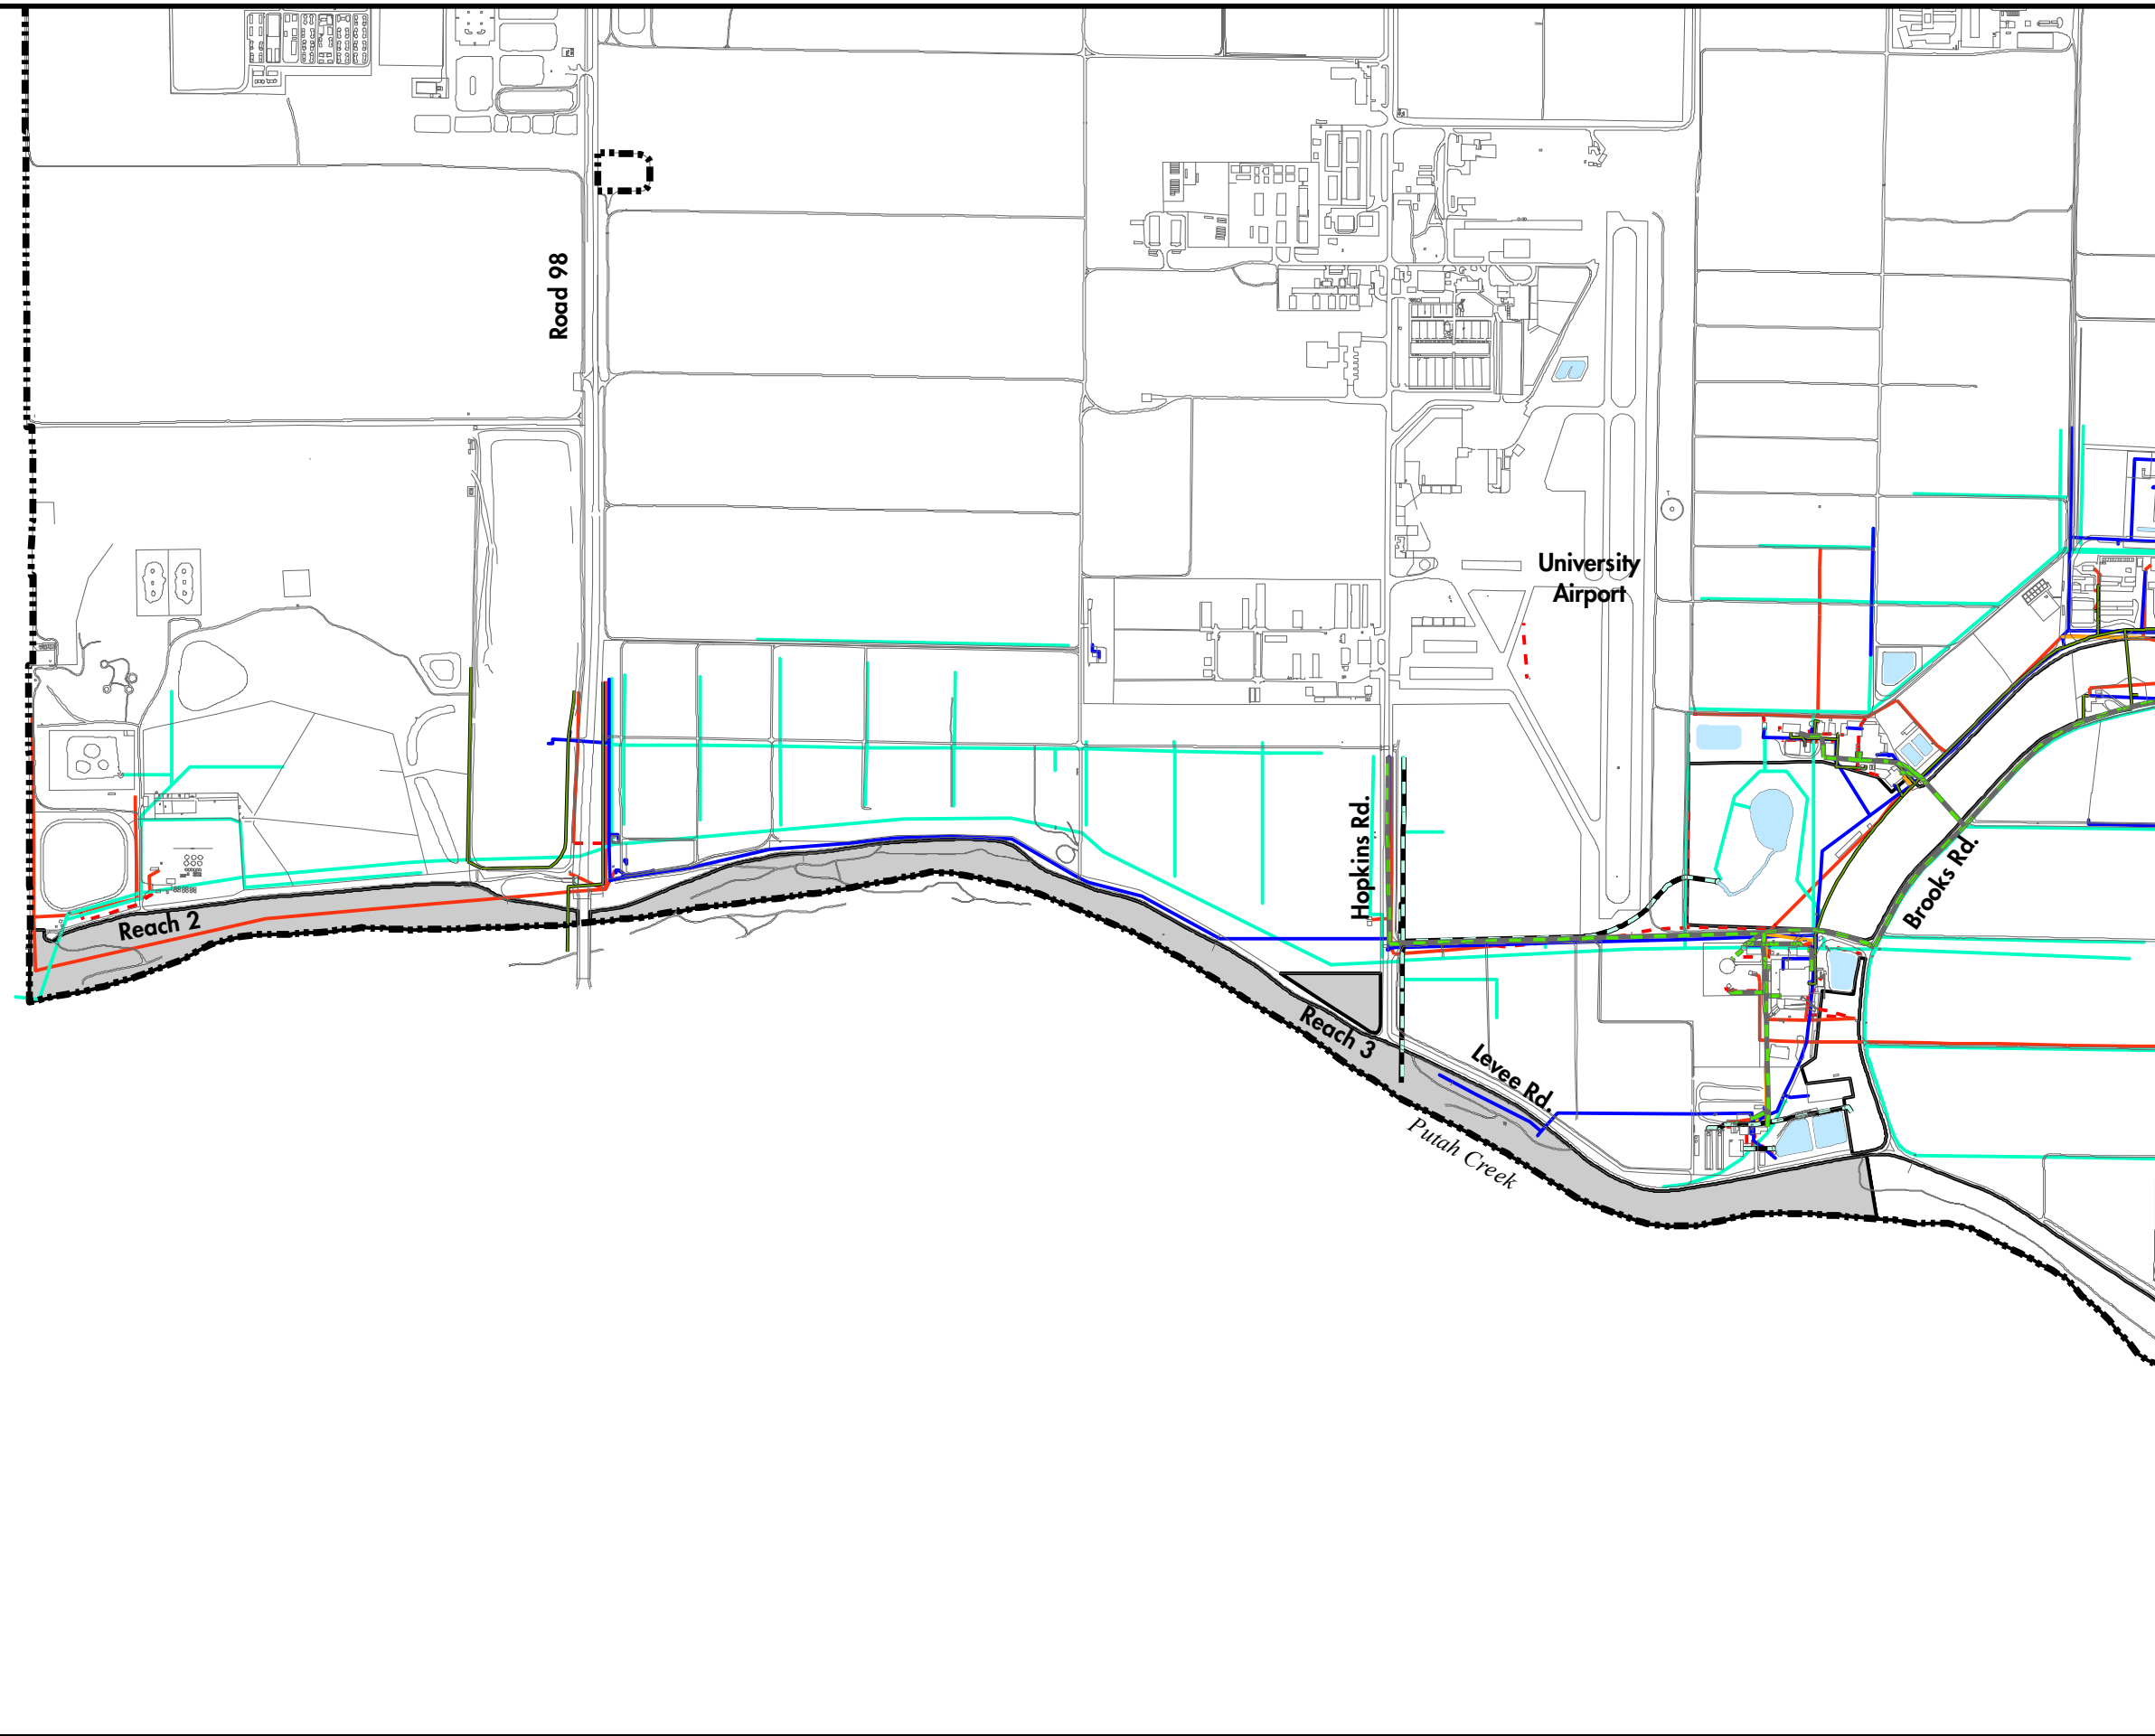 Road 98
University
Airport
Hopkins Rd.
Brooks Rd.
Reach 2
Reach 3
Levee Rd.
Putah Creek